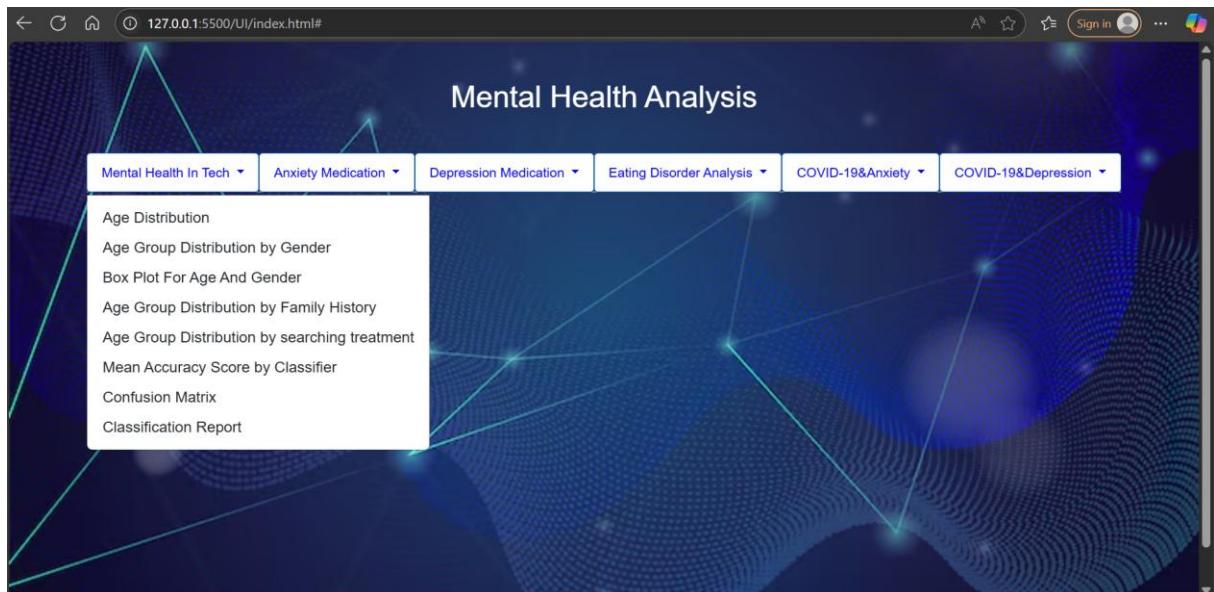 127.0.0.1:5500/UI/index.html#
Sign in
Mental Health Analysis
Mental Health In Tech Anxiety Medication Depression Medication Eating Disorder Analysis COVID-19&Anxiety COVID-19&Depression
Age Distribution
Age Group Distribution by Gender
Box Plot For Age And Gender
Age Group Distribution by Family History
Age Group Distribution by searching treatment
Mean Accuracy Score by Classifier
Confusion Matrix
Classification Report